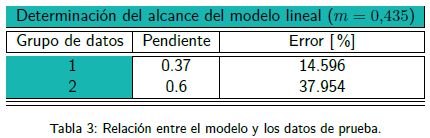 Determinación del alcance del modelo lineal (m = 0,435)
Grupo de datos Pendiente Error [%]
1 0.37 14.596
2 0.6 37.954
Tabla 3: Relación entre el modelo y los datos de prueba.